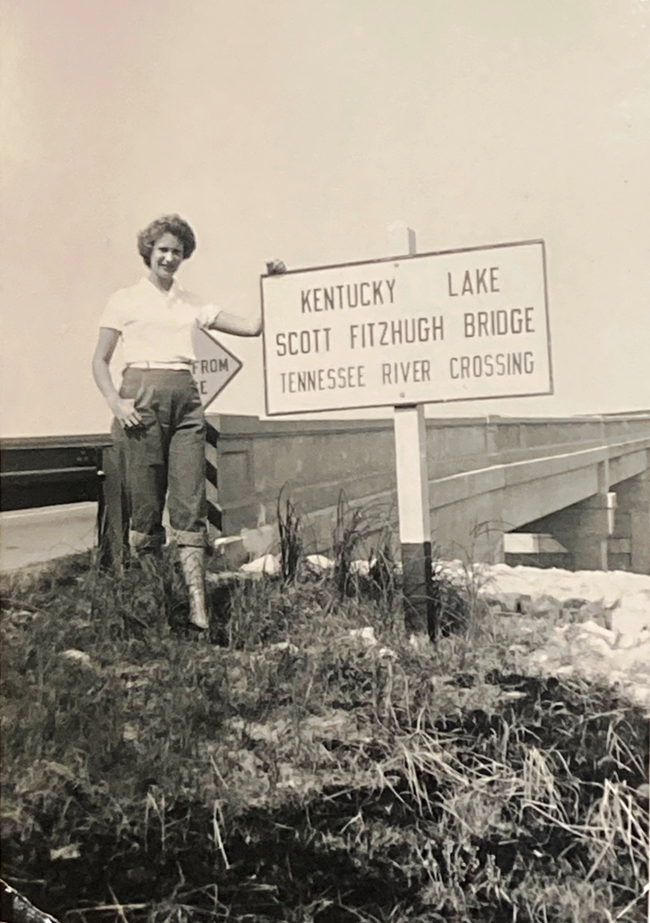 KENTUCKY LAKE
SCOTT FITZHUGH BRIDGE
TENNESSEE RIVER CROSSING
FROM